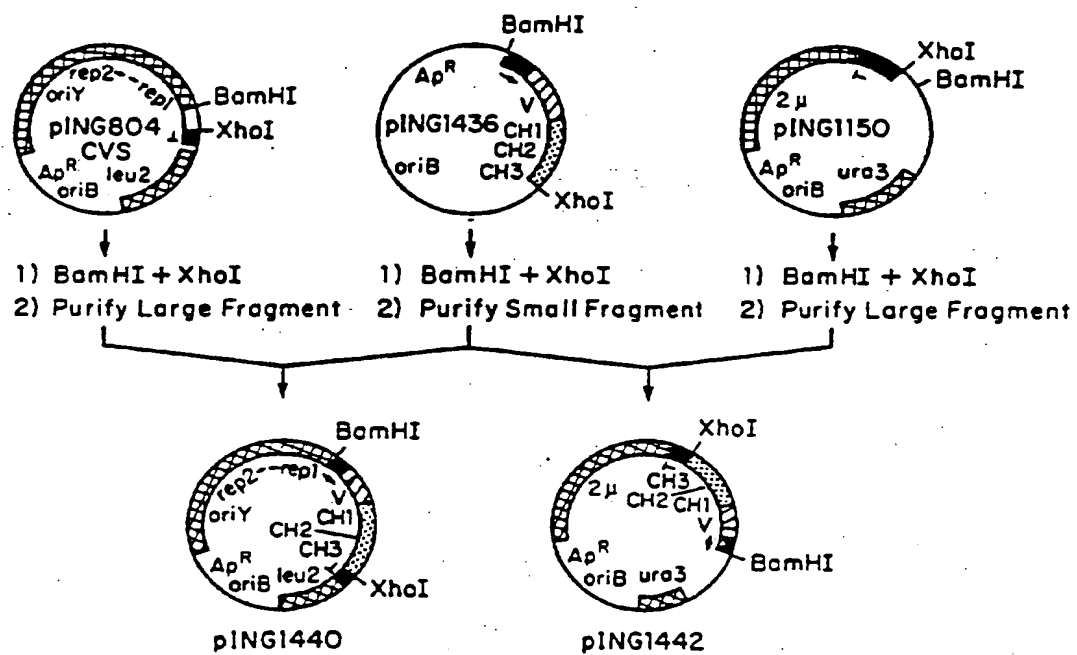 BamHI
rep2---rep1
oriY
BamHI
XhoI
pING804
CVS
Ap^R
leu2
oriB
Ap^R
V
pING1436
CH1
CH2
CH3
oriB
XhoI
XhoI
BamHI
2μ
pING1150
Ap^R
ura3
oriB
1) BamHI + XhoI
2) Purify Large Fragment
1) BamHI + XhoI
2) Purify Small Fragment
1) BamHI + XhoI
2) Purify Large Fragment
BamHI
rep2---rep1
V
oriY
CH1
CH2
CH3
Ap^R
oriB
leu2
XhoI
pING1440
XhoI
2μ
CH3
CH2
CH1
V
Ap^R
oriB
ura3
BamHI
pING1442